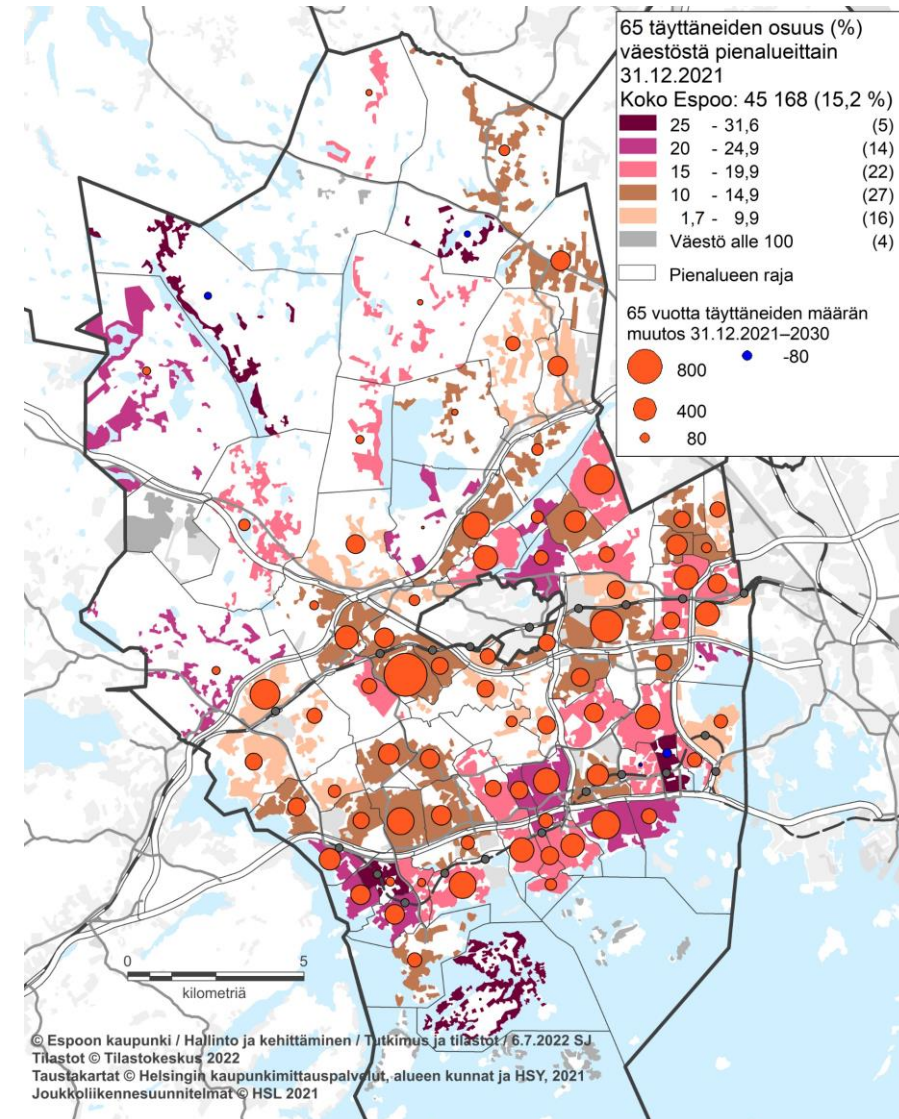 65 täyttäneiden osuus (%)
väestöstä pienalueittain
31.12.2021
Koko Espoo: 45 168 (15,2 %)
25 - 31,6 (5)
20 - 24,9 (14)
15 - 19,9 (22)
10 - 14,9 (27)
1,7 - 9,9 (16)
Väestö alle 100 (4)
Pienalueen raja
65 vuotta täyttäneiden määrän
muutos 31.12.2021–2030
800 -80
400
80
0 5
kilometriä
© Espoon kaupunki / Hallinto ja kehittäminen / Tutkimus ja tilastot / 6.7.2022 SJ
Tilastot © Tilastokeskus 2022
Taustakartat © Helsingin kaupunkimittauspalvelut, alueen kunnat ja HSY, 2021
Joukkoliikennesuunnitelmat © HSL 2021